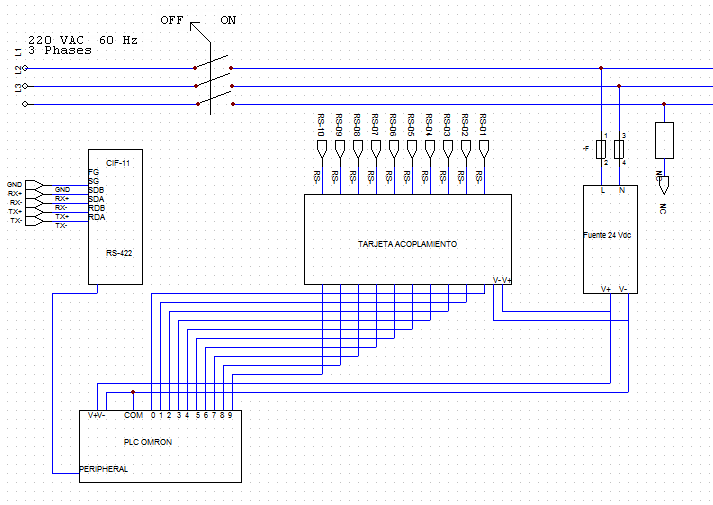 OFF ON
220 VAC 60 Hz
3 Phases
L1
L2
L3
RS-10 RS-09 RS-08 RS-07 RS-06 RS-05 RS-04 RS-03 RS-02 RS-01
RS- RS- RS- RS- RS- RS- RS- RS- RS- RS-
-F 1 3
2 4
NC
NC
CIF-11
FG
SG
SDB
SDA
RDB
RDA
RS-422
GND
RX+
RX-
TX+
TX-
GND
RX+
RX-
TX+
TX-
TARJETA ACOPLAMIENTO
V- V+
L N
Fuente 24 Vdc
V+ V-
V+ V- COM 0 1 2 3 4 5 6 7 8 9
PLC OMRON
PERIPHERAL